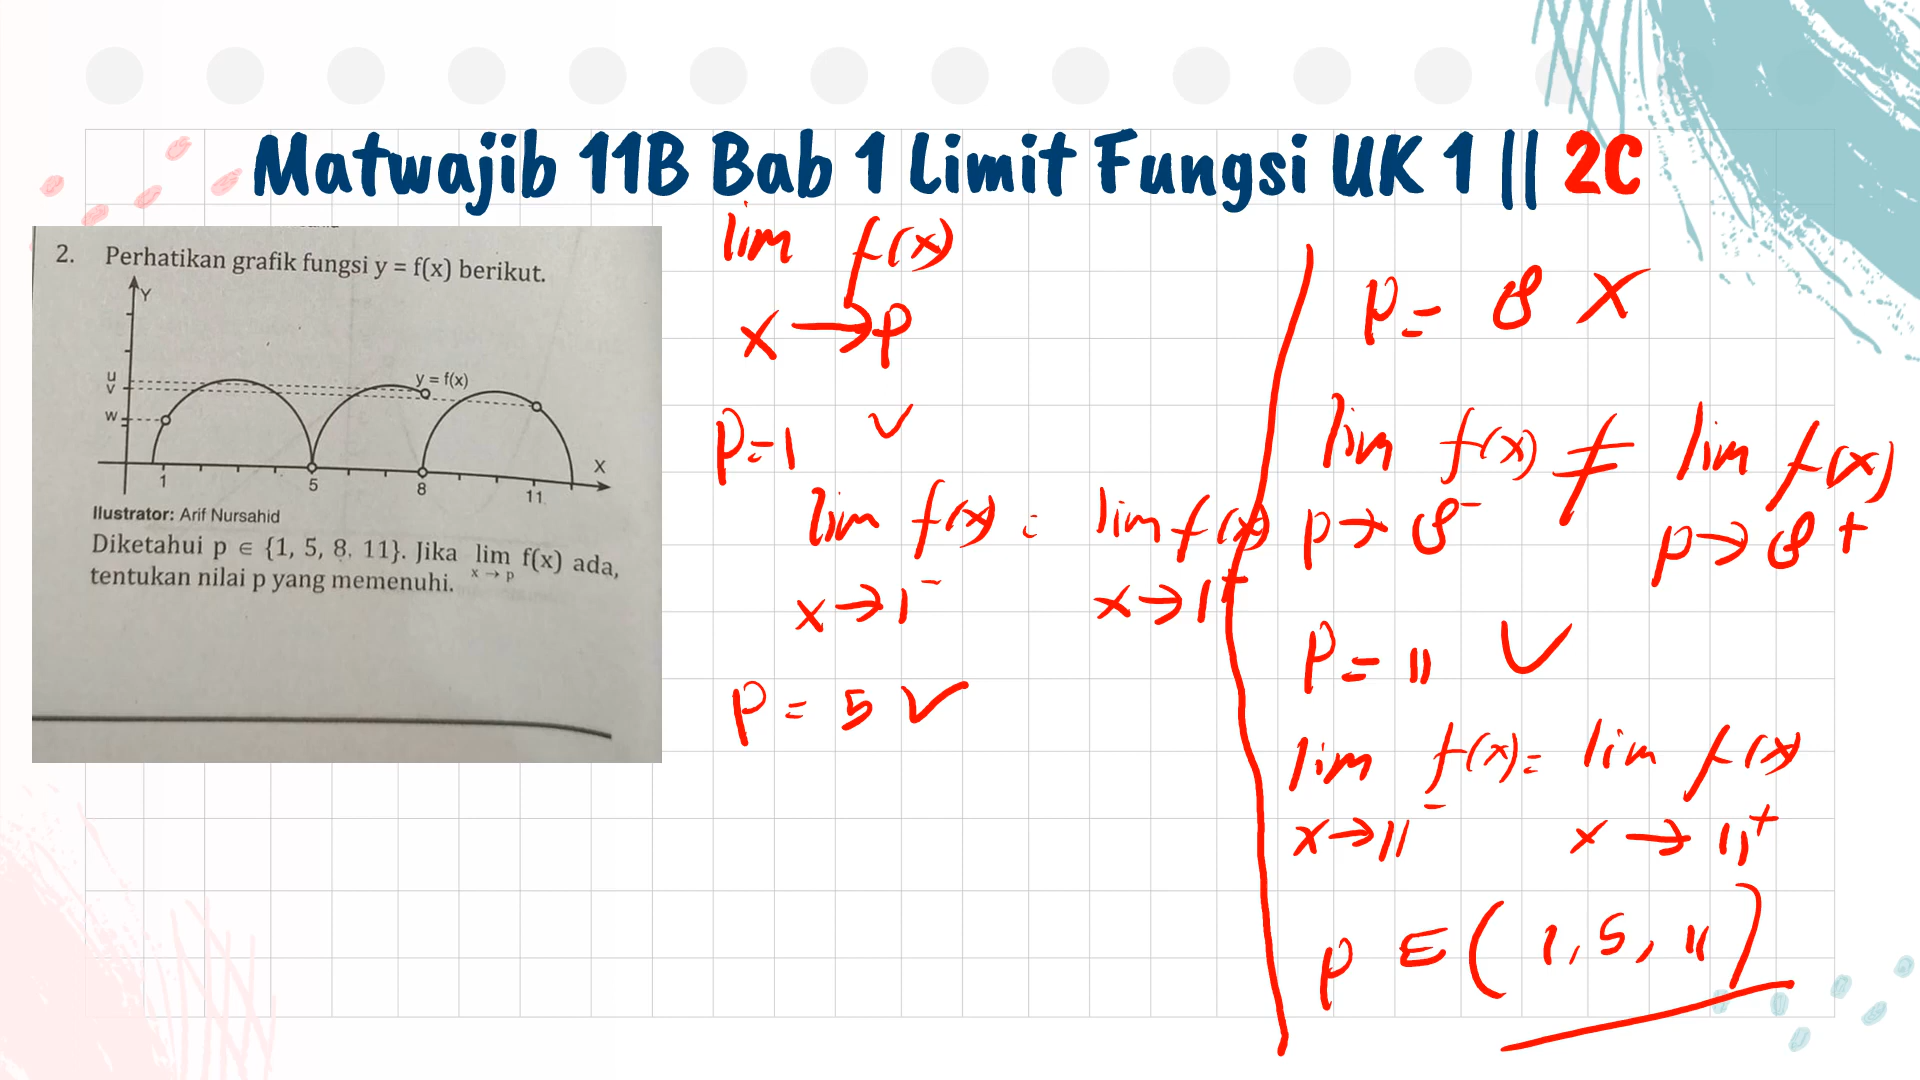 Matwajib 11B Bab 1 Limit Fungsi UK 1 || 2C
2. Perhatikan grafik fungsi y = f(x) berikut.
Y
u
v
w
y = f(x)
X
1 5 8 11
Ilustrator: Arif Nursahid
Diketahui p ∈ {1, 5, 8, 11}. Jika lim f(x) ada,
x → p
tentukan nilai p yang memenuhi.
lim f(x)
x → p
p = 1 ✓
lim f(x) = lim f(x)
x → 1⁻ x → 1⁺
p = 5 ✓
p = 8 X
lim f(x) ≠ lim f(x)
p → 8⁻ p → 8⁺
p = 11 ✓
lim f(x) = lim f(x)
x → 11⁻ x → 11⁺
p ∈ (1, 5, 11)